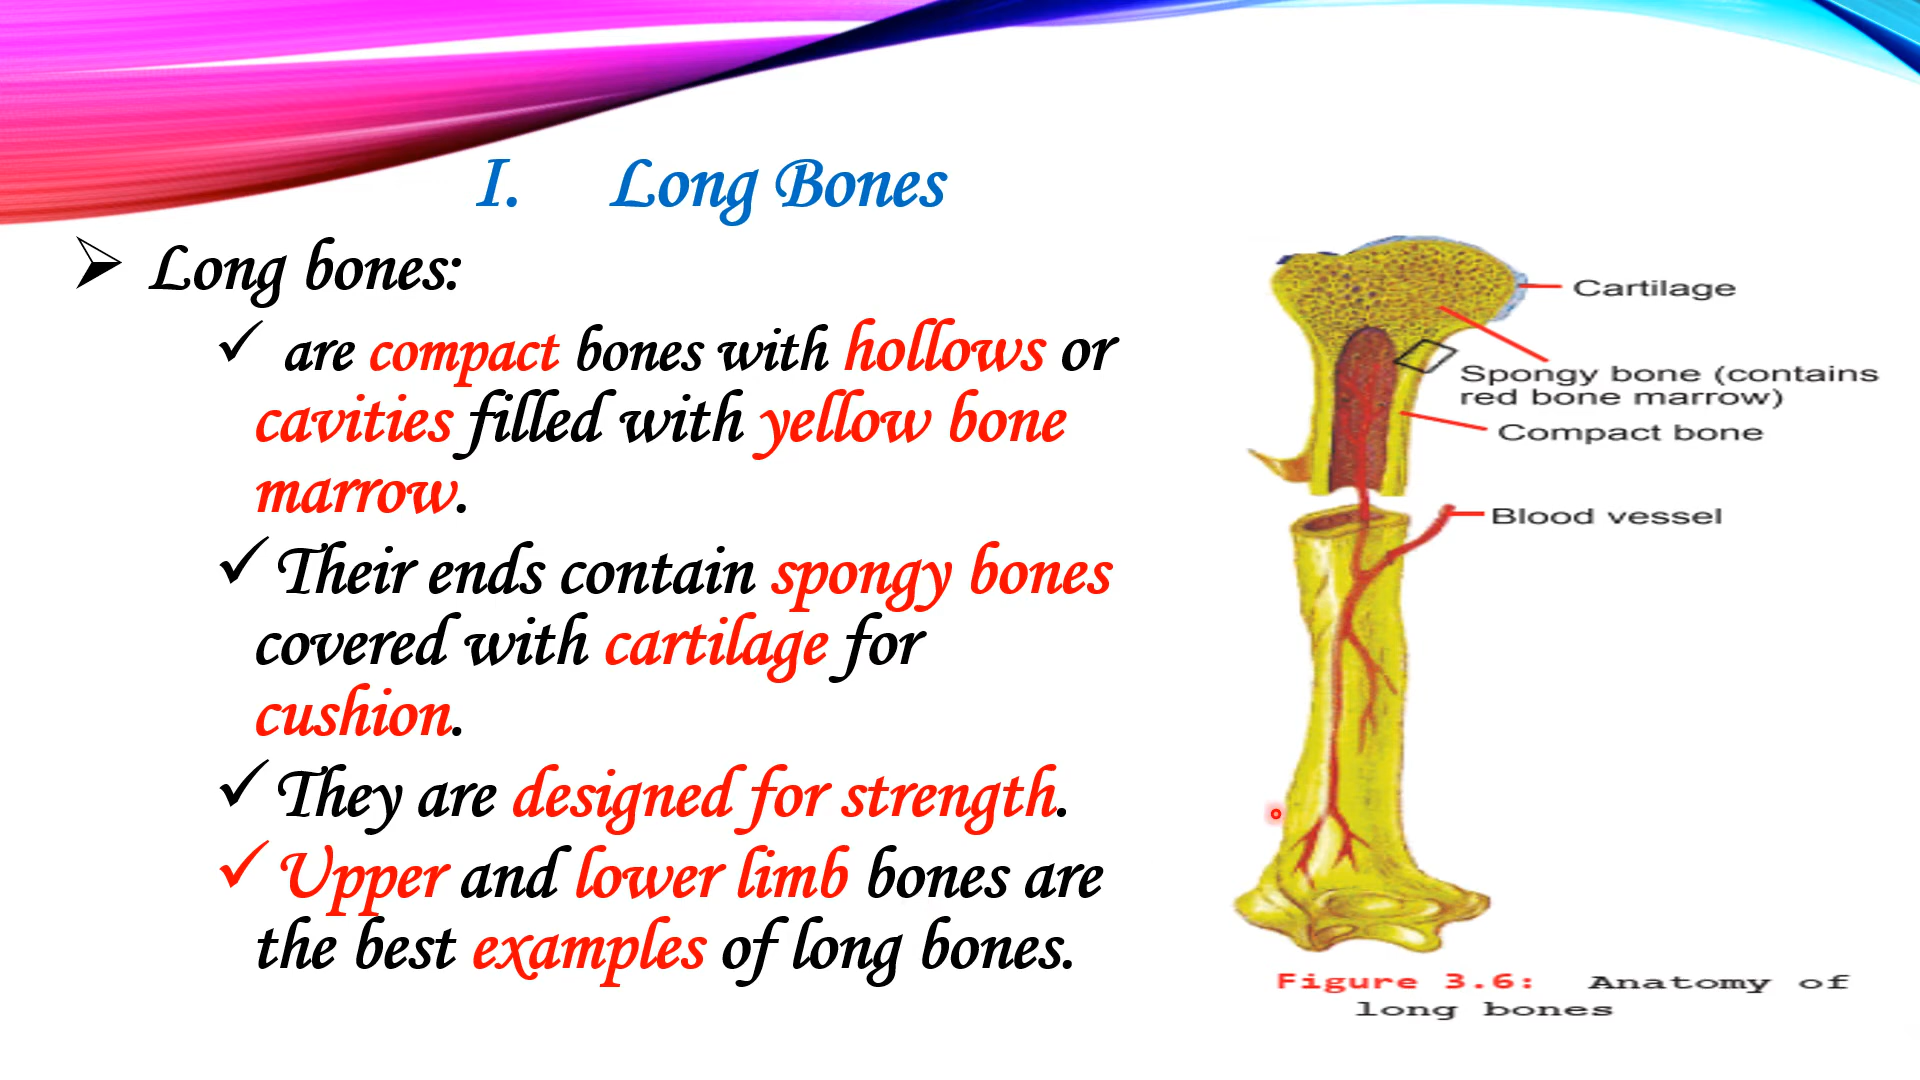 I. Long Bones
➢ Long bones:
✓ are compact bones with hollows or
cavities filled with yellow bone
marrow.
✓ Their ends contain spongy bones
covered with cartilage for
cushion.
✓ They are designed for strength.
✓ Upper and lower limb bones are
the best examples of long bones.
Cartilage
Spongy bone (contains
red bone marrow)
Compact bone
Blood vessel
Figure 3.6: Anatomy of
long bones